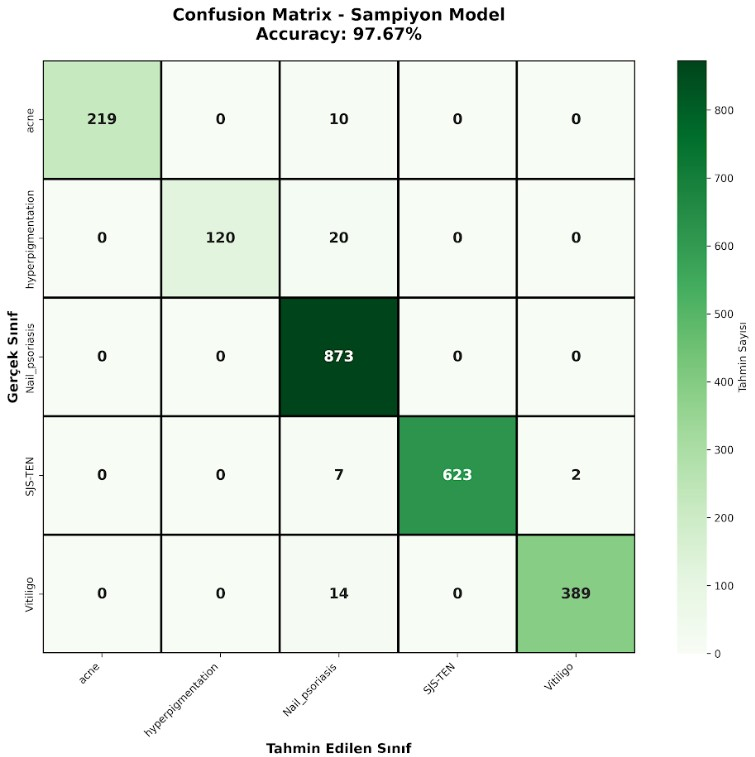 Confusion Matrix - Sampiyon Model
Accuracy: 97.67%
Gerçek Sınıf
acne
219 0 10 0 0
hyperpigmentation
0 120 20 0 0
Nail_psoriasis
0 0 873 0 0
SJS-TEN
0 0 7 623 2
Vitiligo
0 0 14 0 389
acne hyperpigmentation Nail_psoriasis SJS-TEN Vitiligo
Tahmin Edilen Sınıf
800
700
600
500
400
300
200
100
0
Tahmin Sayısı